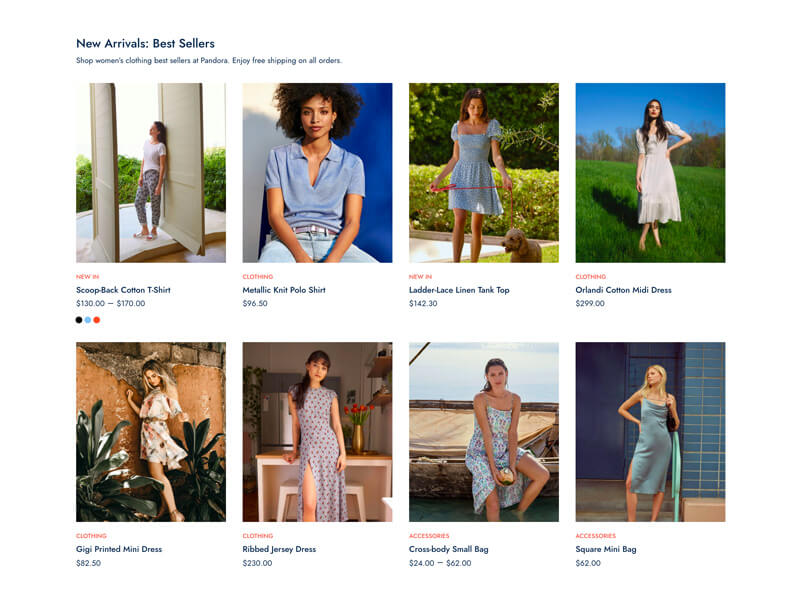 New Arrivals: Best Sellers
Shop women's clothing best sellers at Pandora. Enjoy free shipping on all orders.
NEW IN
Scoop-Back Cotton T-Shirt
$130.00 – $170.00
CLOTHING
Metallic Knit Polo Shirt
$96.50
NEW IN
Ladder-Lace Linen Tank Top
$142.30
CLOTHING
Orlandi Cotton Midi Dress
$299.00
CLOTHING
Gigi Printed Mini Dress
$82.50
CLOTHING
Ribbed Jersey Dress
$230.00
ACCESSORIES
Cross-body Small Bag
$24.00 – $62.00
ACCESSORIES
Square Mini Bag
$62.00